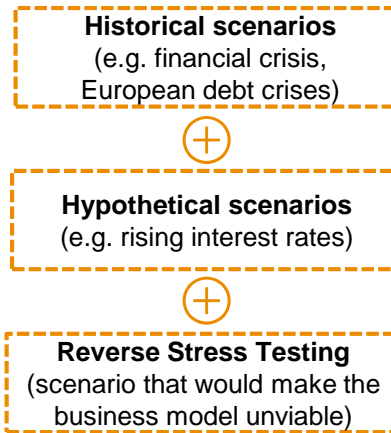 Historical scenarios
(e.g. financial crisis,
European debt crises)
Hypothetical scenarios
(e.g. rising interest rates)
Reverse Stress Testing
(scenario that would make the
business model unviable)